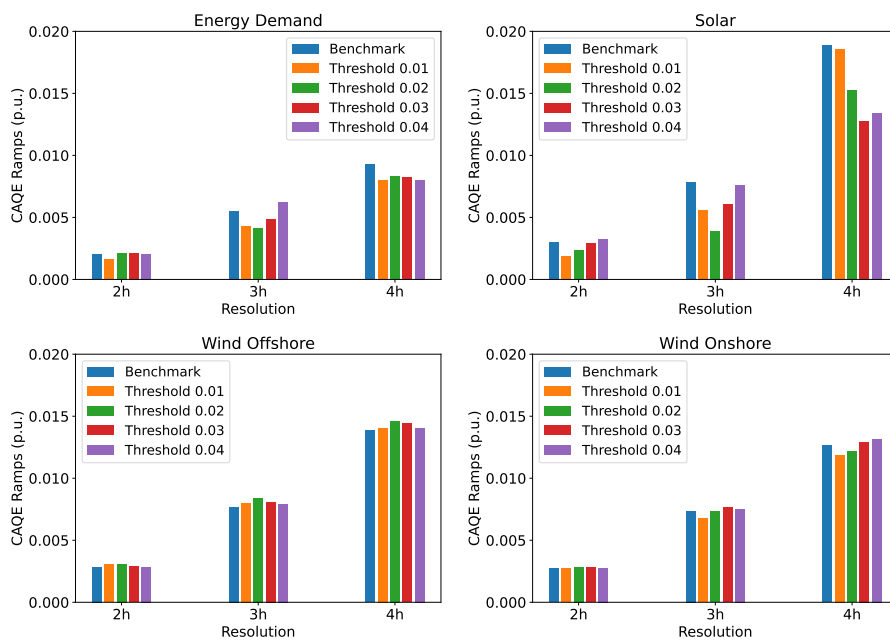 Energy Demand
CAQE Ramps (p.u.)
0.020
0.015
0.010
0.005
0.000
Benchmark
Threshold 0.01
Threshold 0.02
Threshold 0.03
Threshold 0.04
2h
3h
4h
Resolution
Solar
CAQE Ramps (p.u.)
0.020
0.015
0.010
0.005
0.000
Benchmark
Threshold 0.01
Threshold 0.02
Threshold 0.03
Threshold 0.04
2h
3h
4h
Resolution
Wind Offshore
CAQE Ramps (p.u.)
0.020
0.015
0.010
0.005
0.000
Benchmark
Threshold 0.01
Threshold 0.02
Threshold 0.03
Threshold 0.04
2h
3h
4h
Resolution
Wind Onshore
CAQE Ramps (p.u.)
0.020
0.015
0.010
0.005
0.000
Benchmark
Threshold 0.01
Threshold 0.02
Threshold 0.03
Threshold 0.04
2h
3h
4h
Resolution